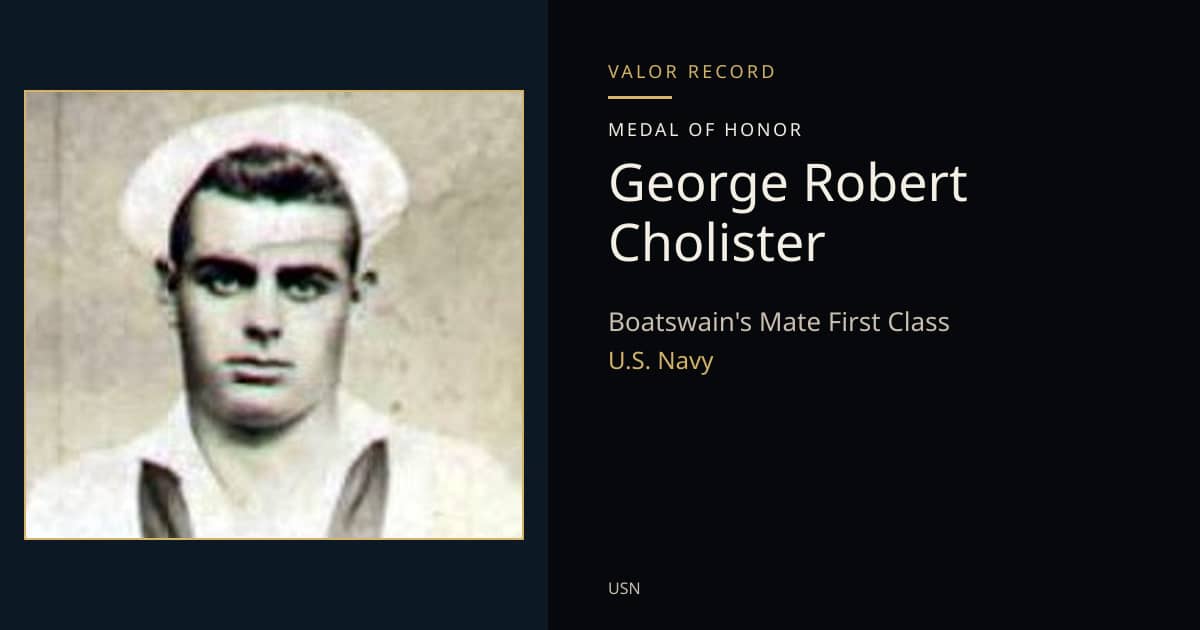 VALOR RECORD
MEDAL OF HONOR
George Robert
Cholister
Boatswain's Mate First Class
U.S. Navy
USN